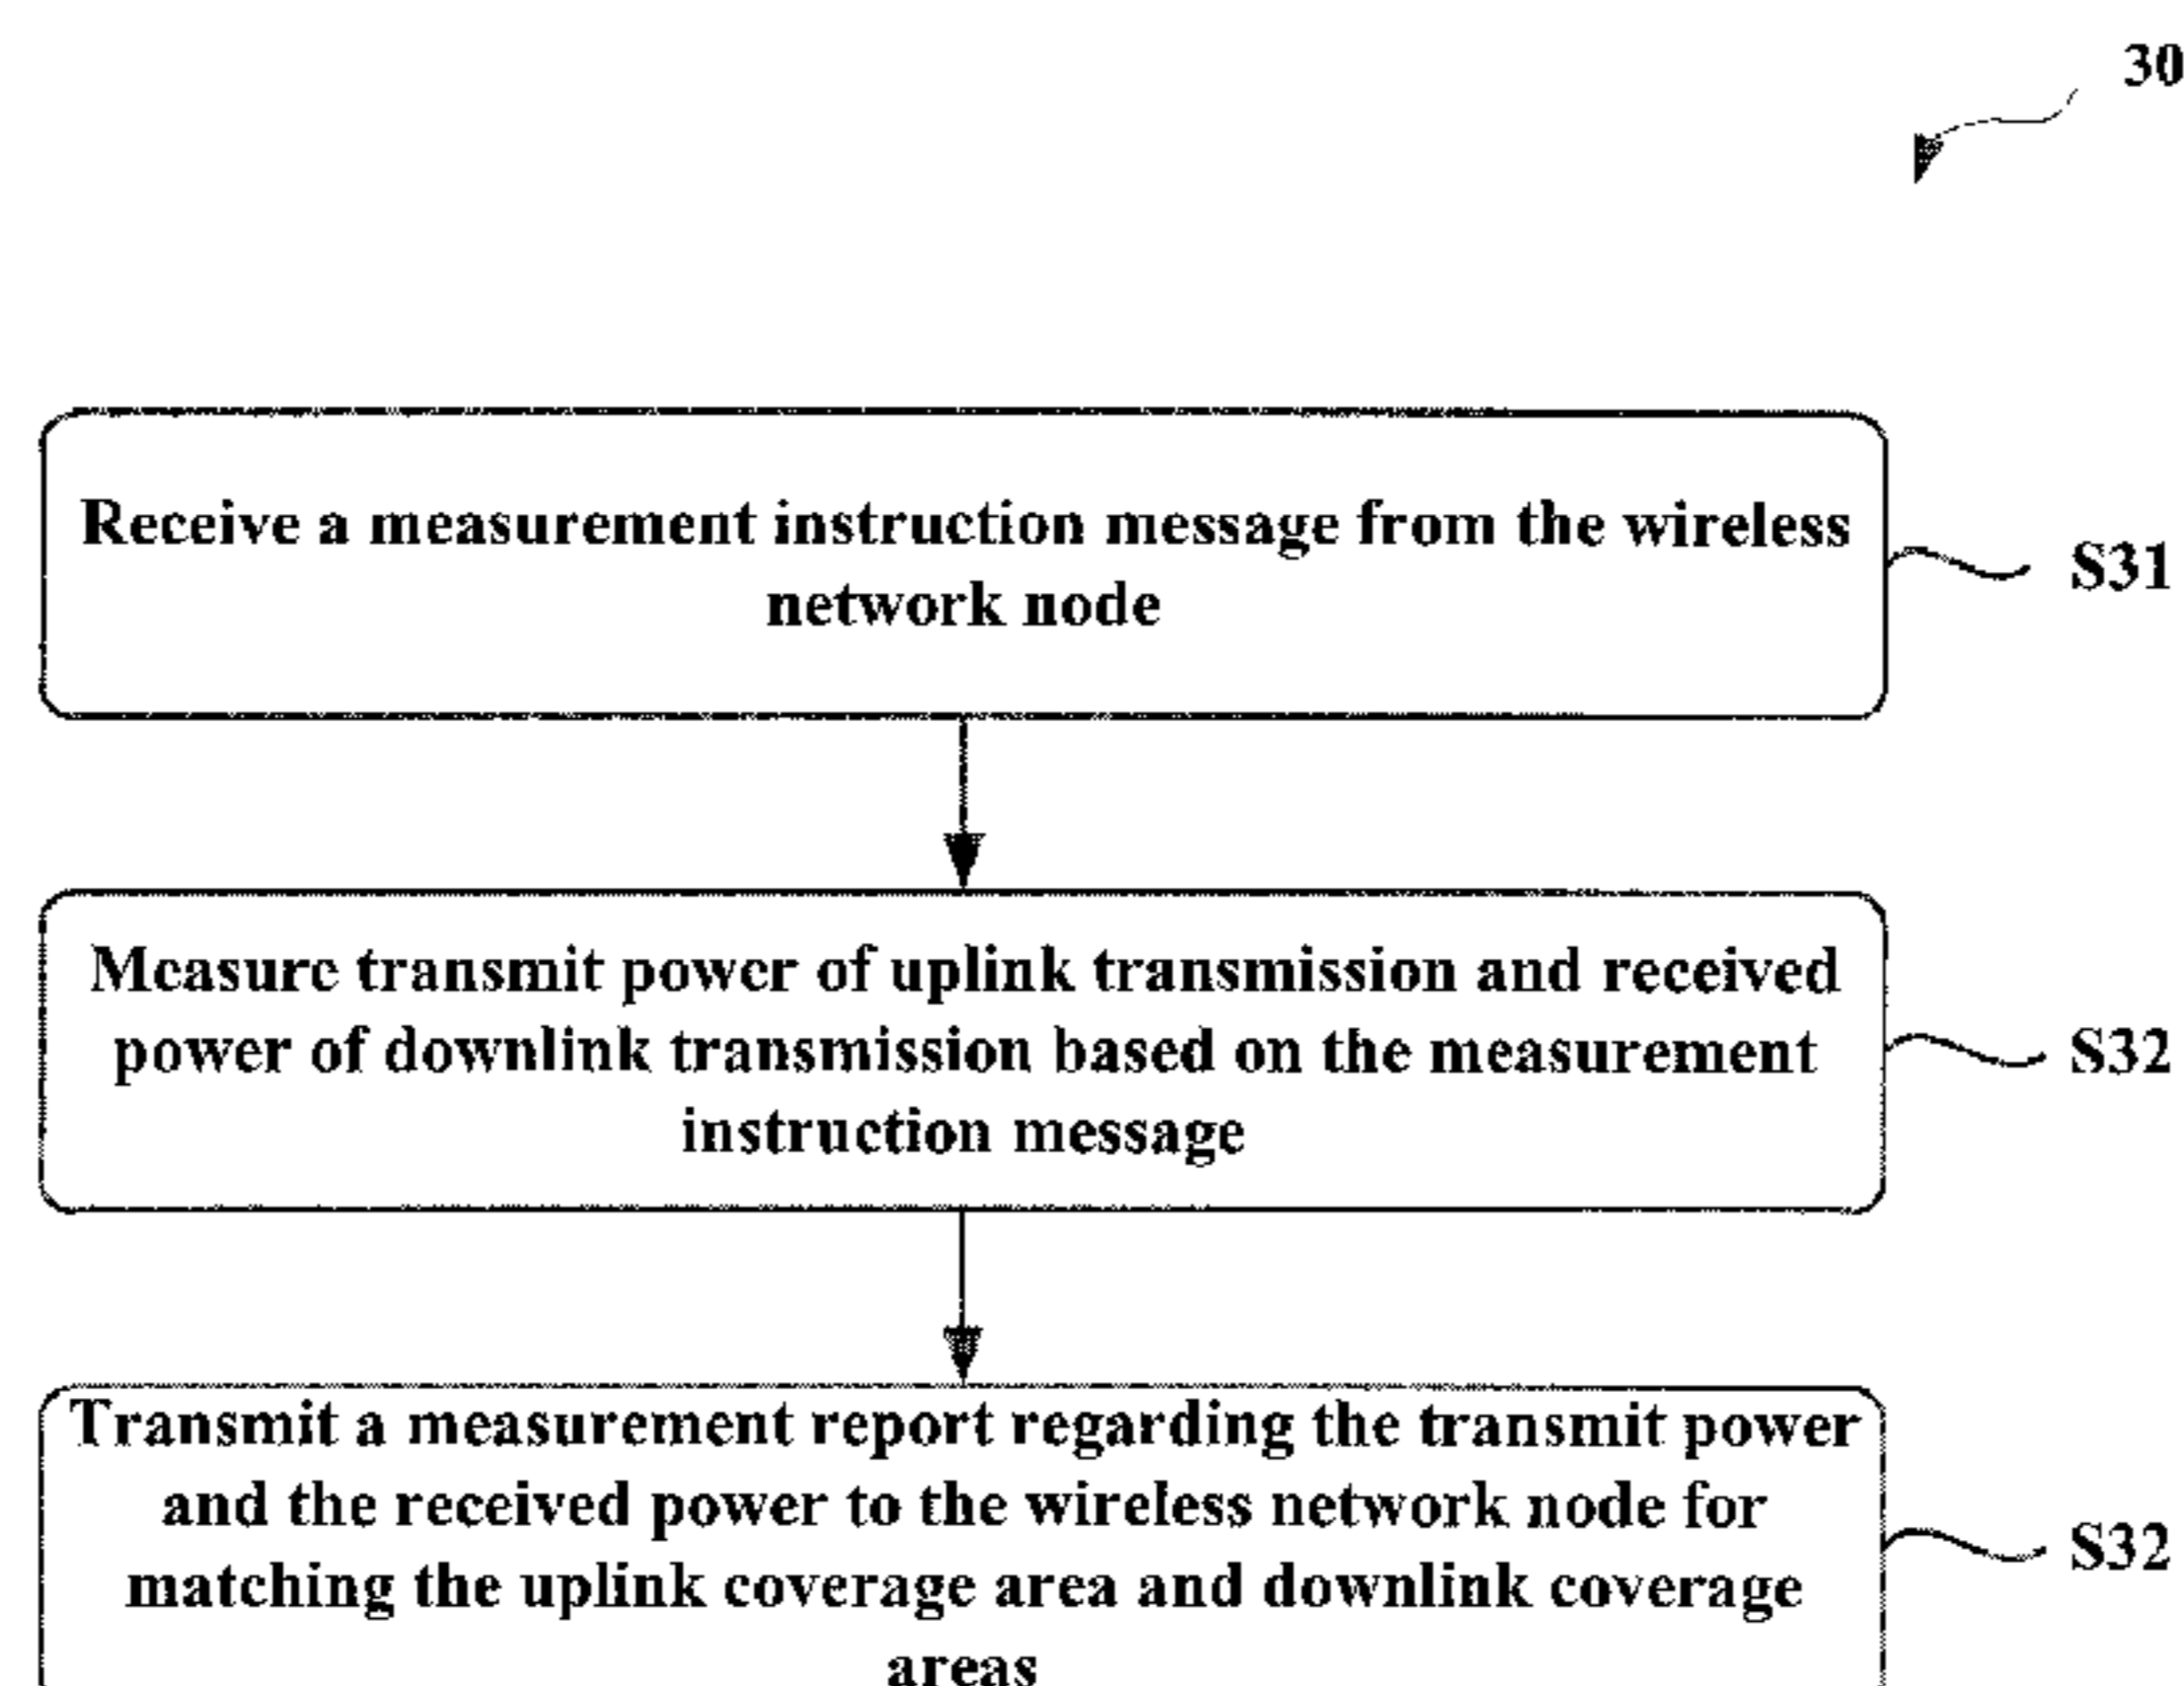 30
Receive a measurement instruction message from the wireless
network node
S31
Measure transmit power of uplink transmission and received
power of downlink transmission based on the measurement
instruction message
S32
Transmit a measurement report regarding the transmit power
and the received power to the wireless network node for
matching the uplink coverage area and downlink coverage
areas
S32